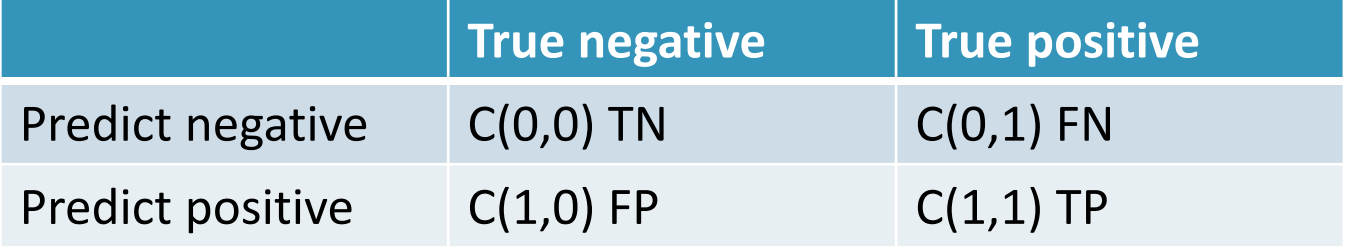 True negative True positive
Predict negative C(0,0) TN C(0,1) FN
Predict positive C(1,0) FP C(1,1) TP